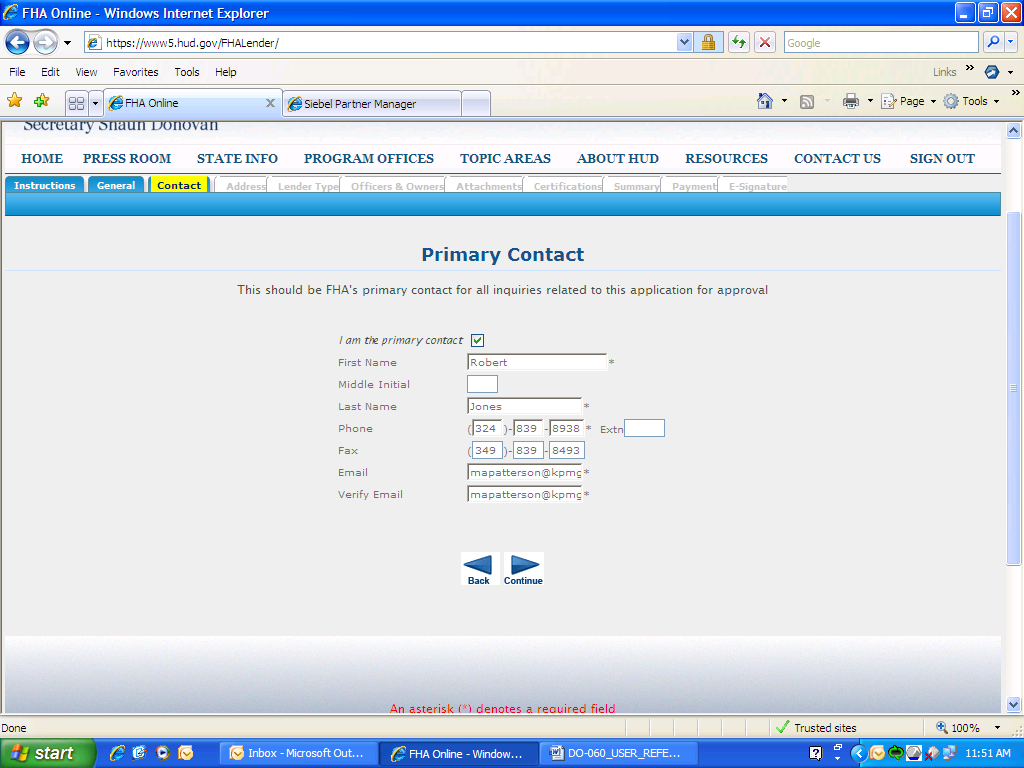 FHA Online - Windows Internet Explorer
https://www5.hud.gov/FHALender/
Google
File Edit View Favorites Tools Help
Links »
FHA Online
Siebel Partner Manager
Page Tools »
Secretary Shaun Donovan
HOME PRESS ROOM STATE INFO PROGRAM OFFICES TOPIC AREAS ABOUT HUD RESOURCES CONTACT US SIGN OUT
Instructions General Contact Address Lender Type Officers & Owners Attachments Certifications Summary Payment E-Signature
Primary Contact
This should be FHA's primary contact for all inquiries related to this application for approval
I am the primary contact
First Name Robert *
Middle Initial
Last Name Jones *
Phone (324)-839-8938 * Extn
Fax (349)-839-8493
Email mapatterson@kpmg *
Verify Email mapatterson@kpmg *
Back Continue
An asterisk (*) denotes a required field
Done Trusted sites 100%
start Inbox - Microsoft Out... FHA Online - Window... DO-060_USER_REFE... 11:51 AM